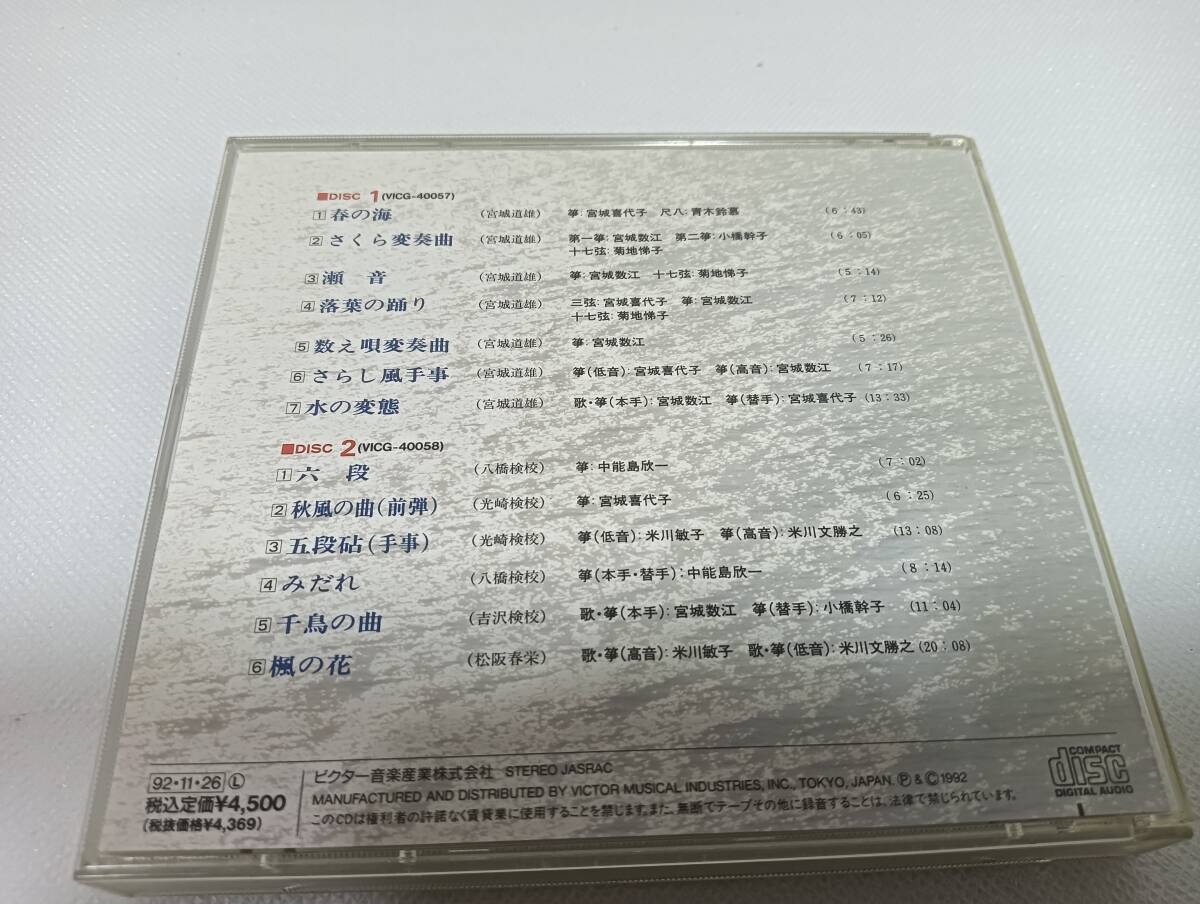 ■DISC 1(VICG-40057)
1 春の海 (宮城道雄) 箏:宮城喜代子 尺八:青木鈴慕 (6:43)
2 さくら変奏曲 (宮城道雄) 第一箏:宮城数江 第二箏:小橋幹子 (6:05)
十七弦:菊地悌子
3 瀬 音 (宮城道雄) 箏:宮城数江 十七弦:菊地悌子 (5:14)
4 落葉の踊り (宮城道雄) 三弦:宮城喜代子 箏:宮城数江 (7:12)
十七弦:菊地悌子
5 数え唄変奏曲 (宮城道雄) 箏:宮城数江 (5:26)
6 さらし風手事 (宮城道雄) 箏(低音):宮城喜代子 箏(高音):宮城数江 (7:17)
7 水の変態 (宮城道雄) 歌・箏(本手):宮城数江 箏(替手):宮城喜代子 (13:33)
■DISC 2(VICG-40058)
1 六 段 (八橋検校) 箏:中能島欣一 (7:02)
2 秋風の曲(前弾) (光崎検校) 箏:宮城喜代子 (6:25)
3 五段砧(手事) (光崎検校) 箏(低音):米川敏子 箏(高音):米川文勝之 (13:08)
4 みだれ (八橋検校) 箏(本手・替手):中能島欣一 (8:14)
5 千鳥の曲 (吉沢検校) 歌・箏(本手):宮城数江 箏(替手):小橋幹子 (11:04)
6 楓の花 (松阪春栄) 歌・箏(高音):米川敏子 歌・箏(低音):米川文勝之 (20:08)
92・11・26 Ⓛ
税込定価¥4,500
(税抜価格¥4,369)
ビクター音楽産業株式会社 STEREO JASRAC
MANUFACTURED AND DISTRIBUTED BY VICTOR MUSICAL INDUSTRIES, INC., TOKYO, JAPAN. Ⓟ & © 1992
このCDは権利者の許諾なく賃貸業に使用することを禁じます。また、無断でテープその他に録音することは、法律で禁じられています。
COMPACT
disc
DIGITAL AUDIO